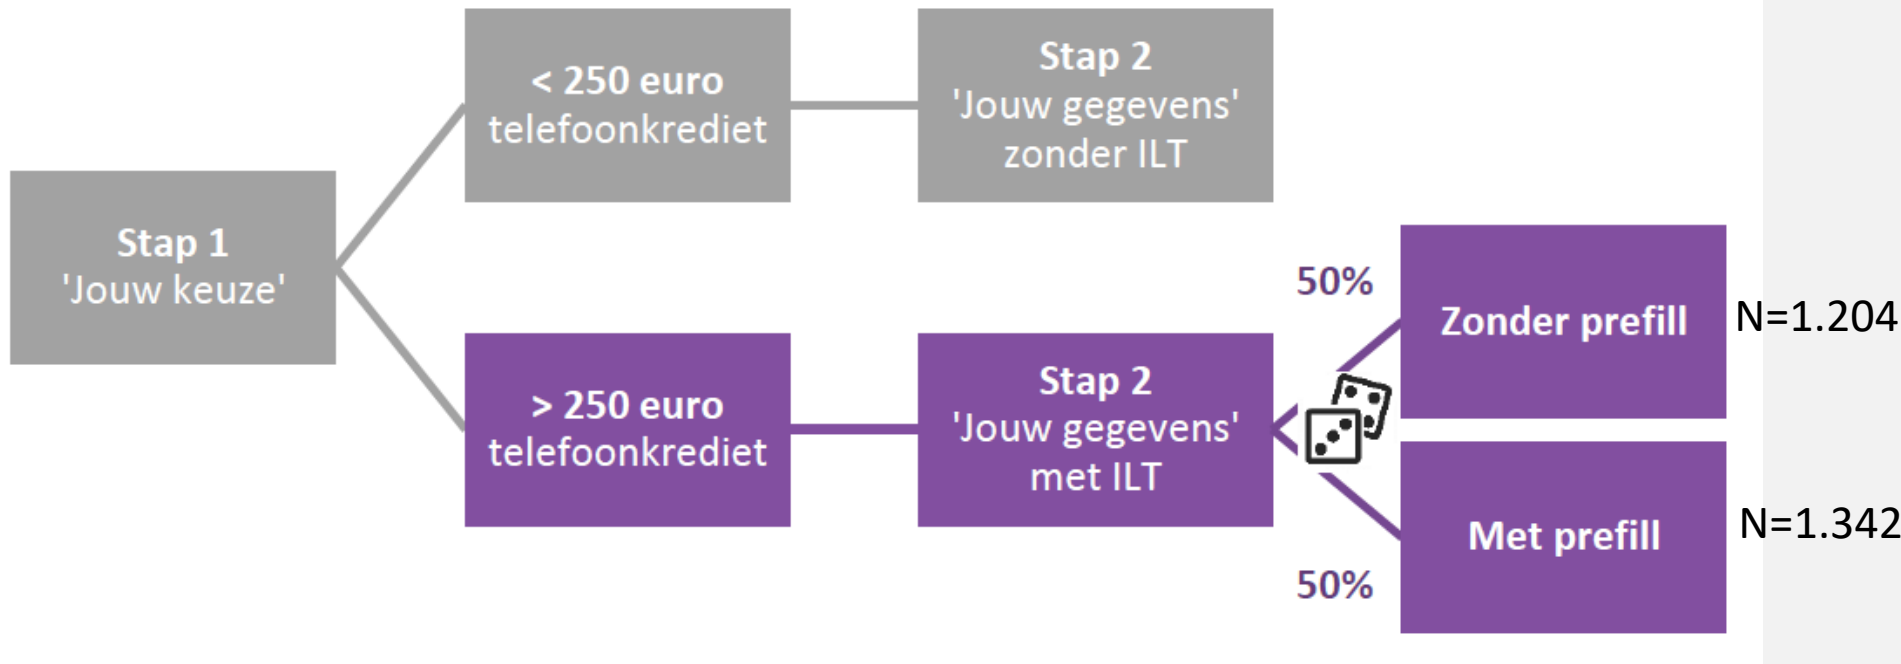 Stap 1
'Jouw keuze'
< 250 euro
telefoonkrediet
Stap 2
'Jouw gegevens'
zonder ILT
> 250 euro
telefoonkrediet
Stap 2
'Jouw gegevens'
met ILT
50%
Zonder prefill
N=1.204
50%
Met prefill
N=1.342